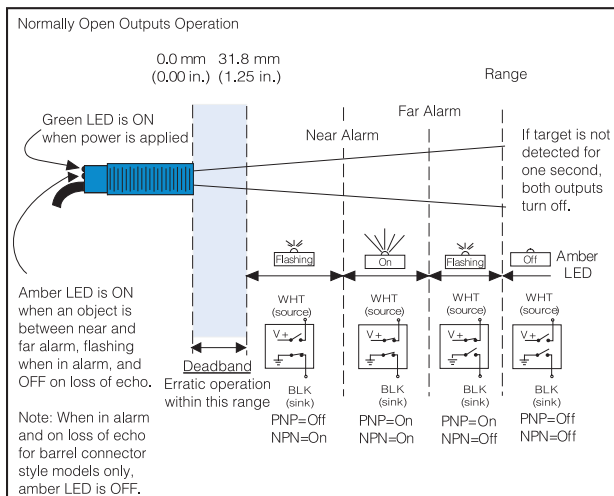 Normally Open Outputs Operation
0.0 mm 31.8 mm
(0.00 in.) (1.25 in.)
Range
Far Alarm
Near Alarm
Green LED is ON
when power is applied
If target is not
detected for
one second,
both outputs
turn off.
Flashing
On
Flashing
Off
Amber
LED
Amber LED is ON
when an object is
between near and
far alarm, flashing
when in alarm, and
OFF on loss of echo.
Note: When in alarm
and on loss of echo
for barrel connector
style models only,
amber LED is OFF.
Deadband
Erratic operation
within this range
WHT
(source)
V+
BLK
(sink)
PNP=Off
NPN=On
WHT
(source)
V+
BLK
(sink)
PNP=On
NPN=On
WHT
(source)
V+
BLK
(sink)
PNP=On
NPN=Off
WHT
(source)
V+
BLK
(sink)
PNP=Off
NPN=Off